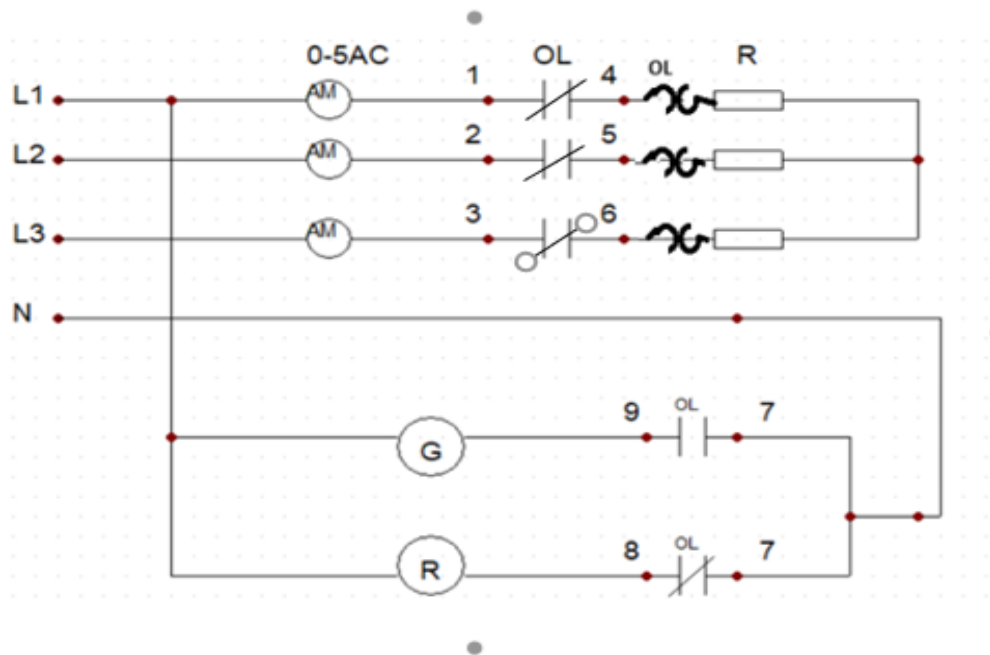 0-5AC OL R
L1 AM 1 4 OL
L2 AM 2 5
L3 AM 3 6
N
G 9 OL 7
R 8 OL 7